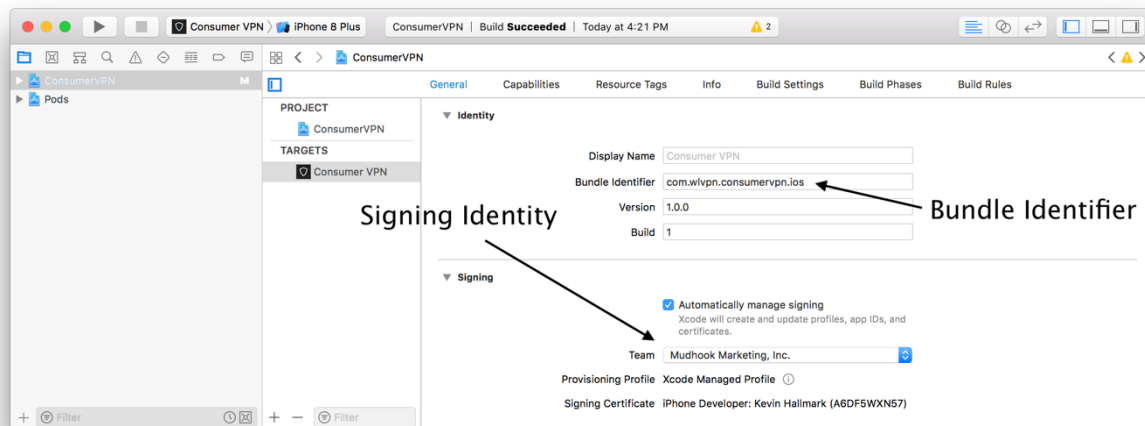 Consumer VPN iPhone 8 Plus ConsumerVPN | Build Succeeded | Today at 4:21 PM 2
ConsumerVPN
ConsumerVPN M
Pods
General Capabilities Resource Tags Info Build Settings Build Phases Build Rules
PROJECT
ConsumerVPN
TARGETS
Consumer VPN
Identity
Display Name Consumer VPN
Bundle Identifier com.wlvpn.consumervpn.ios
Version 1.0.0
Build 1
Signing Identity
Bundle Identifier
Signing
Automatically manage signing
Xcode will create and update profiles, app IDs, and
certificates.
Team Mudhook Marketing, Inc.
Provisioning Profile Xcode Managed Profile
Signing Certificate iPhone Developer: Kevin Hallmark (A6DF5WXN57)
Filter
Filter